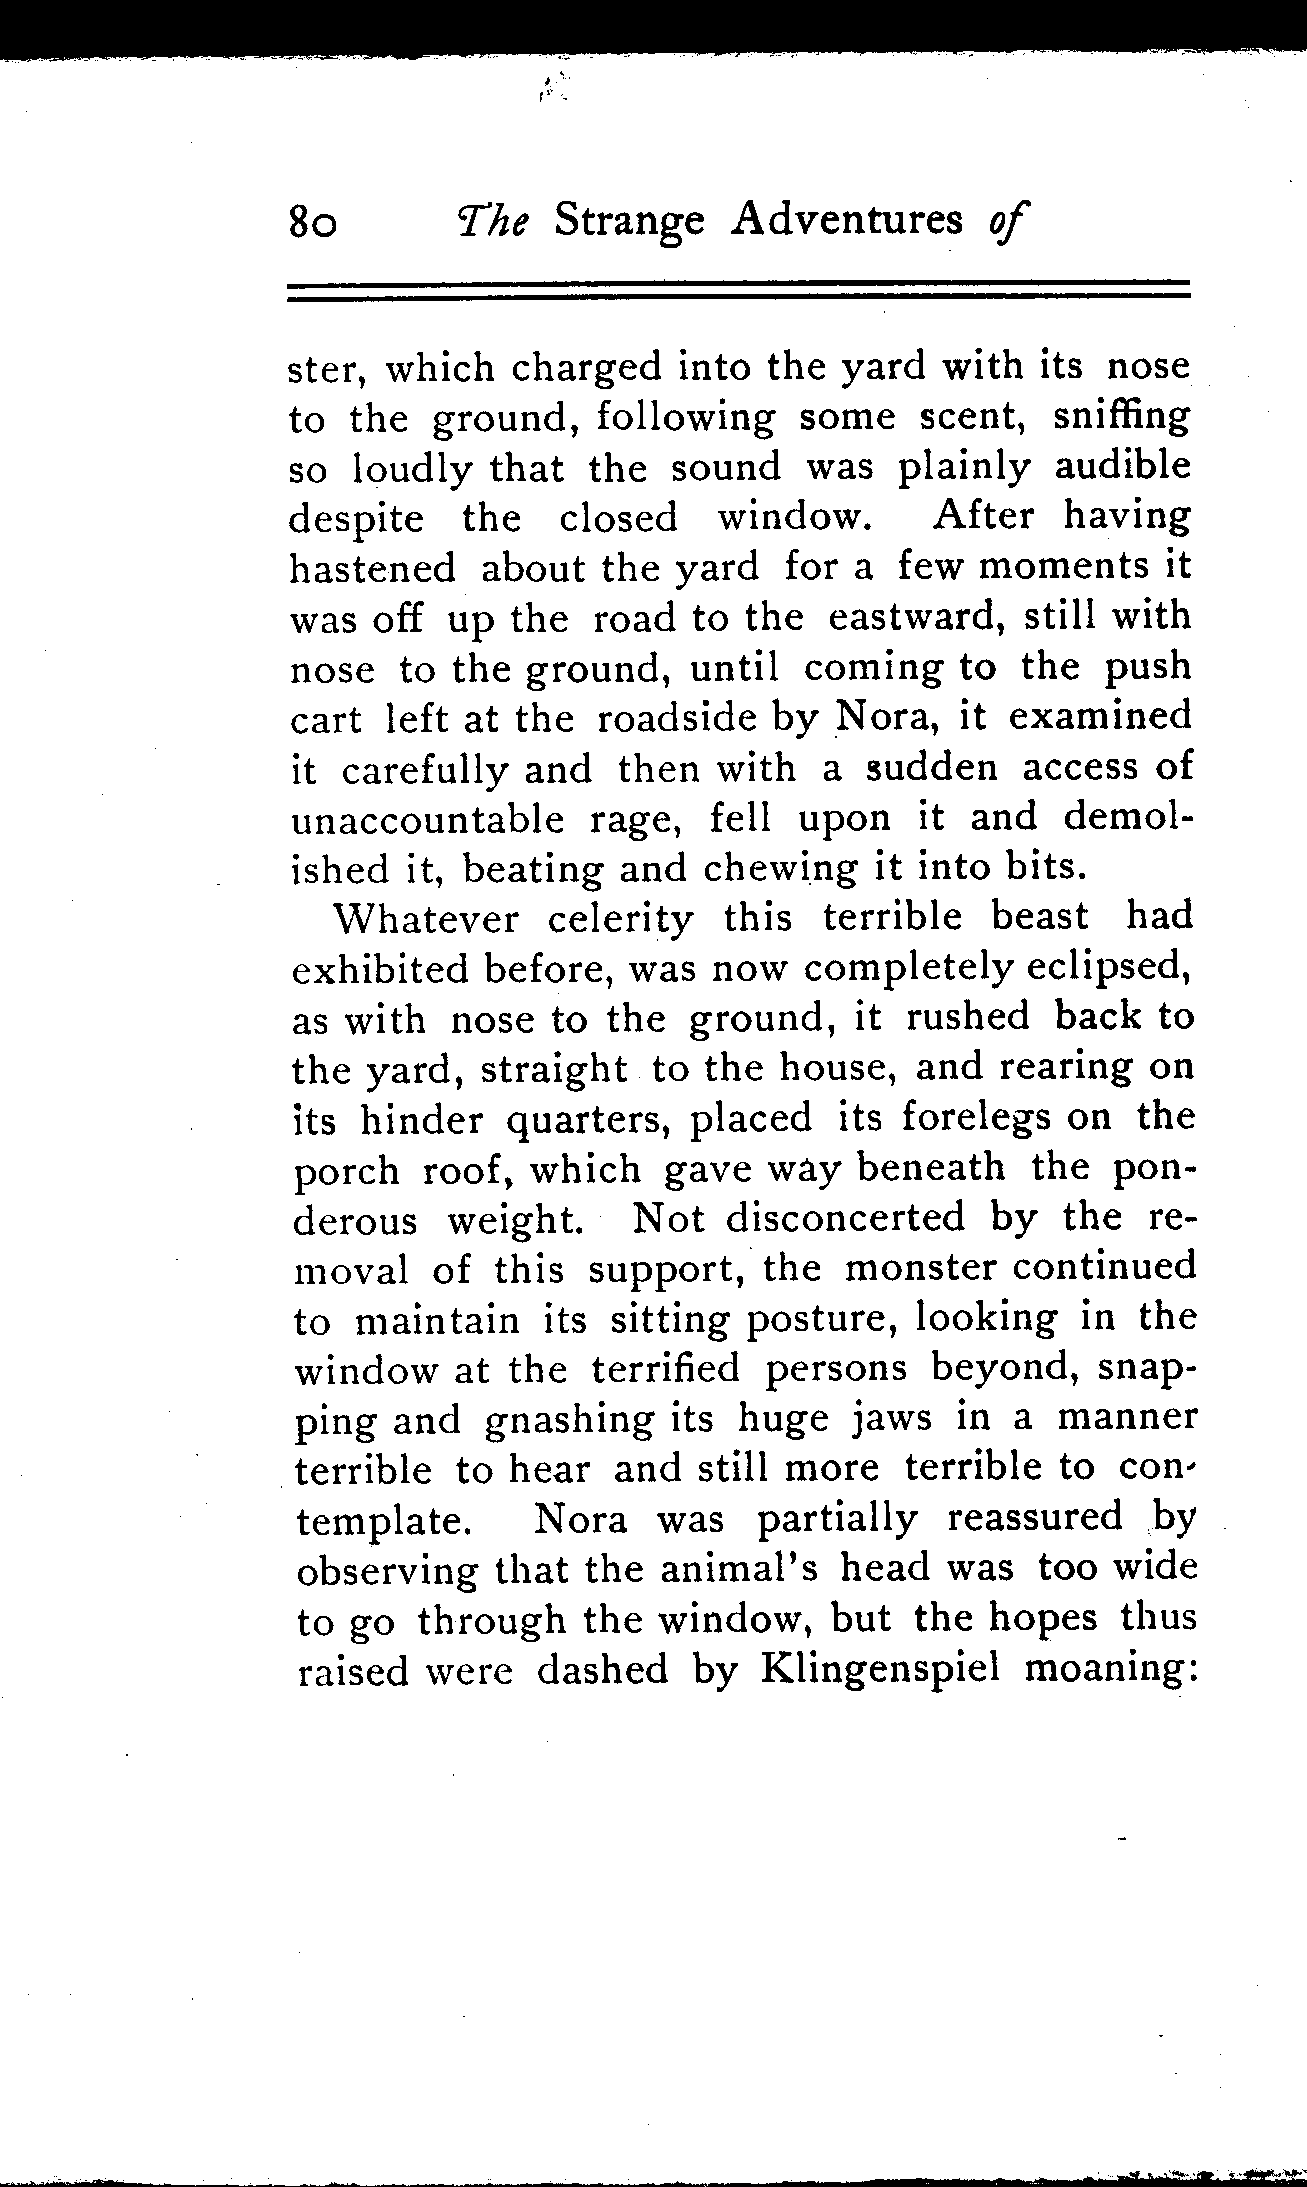 80 The Strange Adventures of
ster, which charged into the yard with its nose
to the ground, following some scent, sniffing
so loudly that the sound was plainly audible
despite the closed window. After having
hastened about the yard for a few moments it
was off up the road to the eastward, still with
nose to the ground, until coming to the push
cart left at the roadside by Nora, it examined
it carefully and then with a sudden access of
unaccountable rage, fell upon it and demol-
ished it, beating and chewing it into bits.
Whatever celerity this terrible beast had
exhibited before, was now completely eclipsed,
as with nose to the ground, it rushed back to
the yard, straight to the house, and rearing on
its hinder quarters, placed its forelegs on the
porch roof, which gave way beneath the pon-
derous weight. Not disconcerted by the re-
moval of this support, the monster continued
to maintain its sitting posture, looking in the
window at the terrified persons beyond, snap-
ping and gnashing its huge jaws in a manner
terrible to hear and still more terrible to con-
template. Nora was partially reassured by
observing that the animal's head was too wide
to go through the window, but the hopes thus
raised were dashed by Klingenspiel moaning: